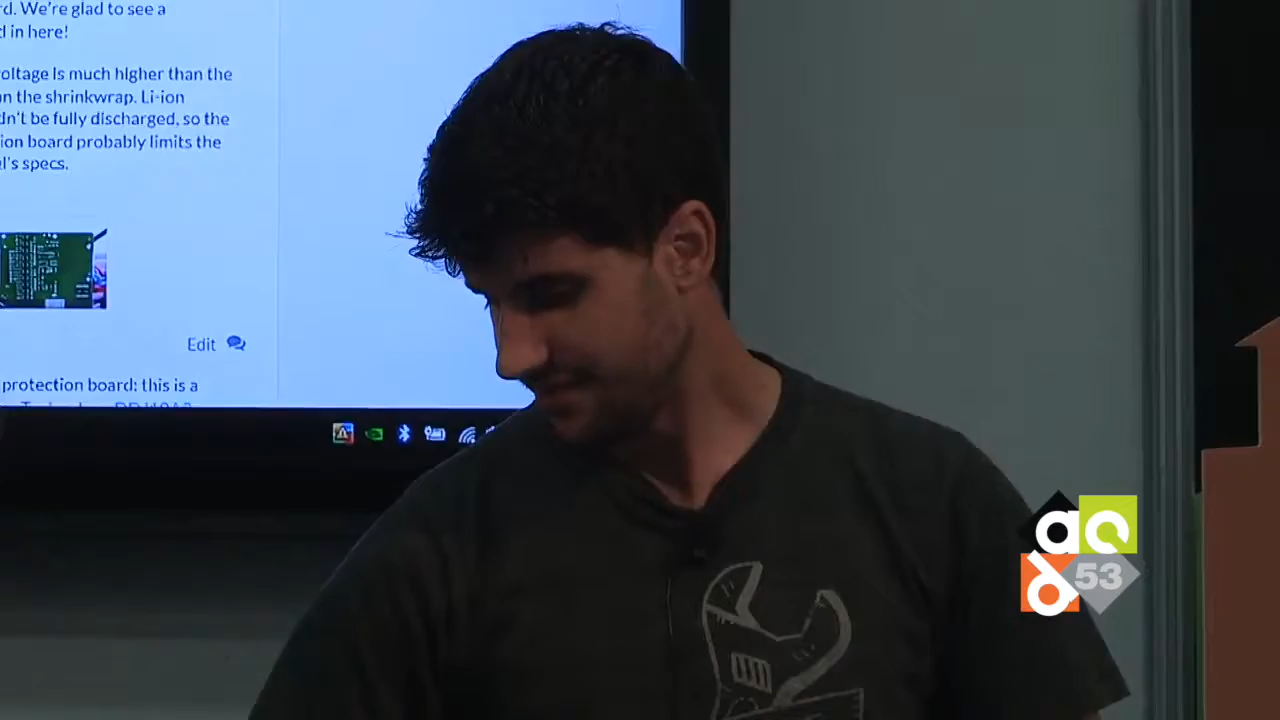 rd. We're glad to see a
d in here!
oltage is much higher than the
n the shrinkwrap. Li-ion
dn't be fully discharged, so the
ion board probably limits the
l's specs.
Edit
protection board: this is a
53